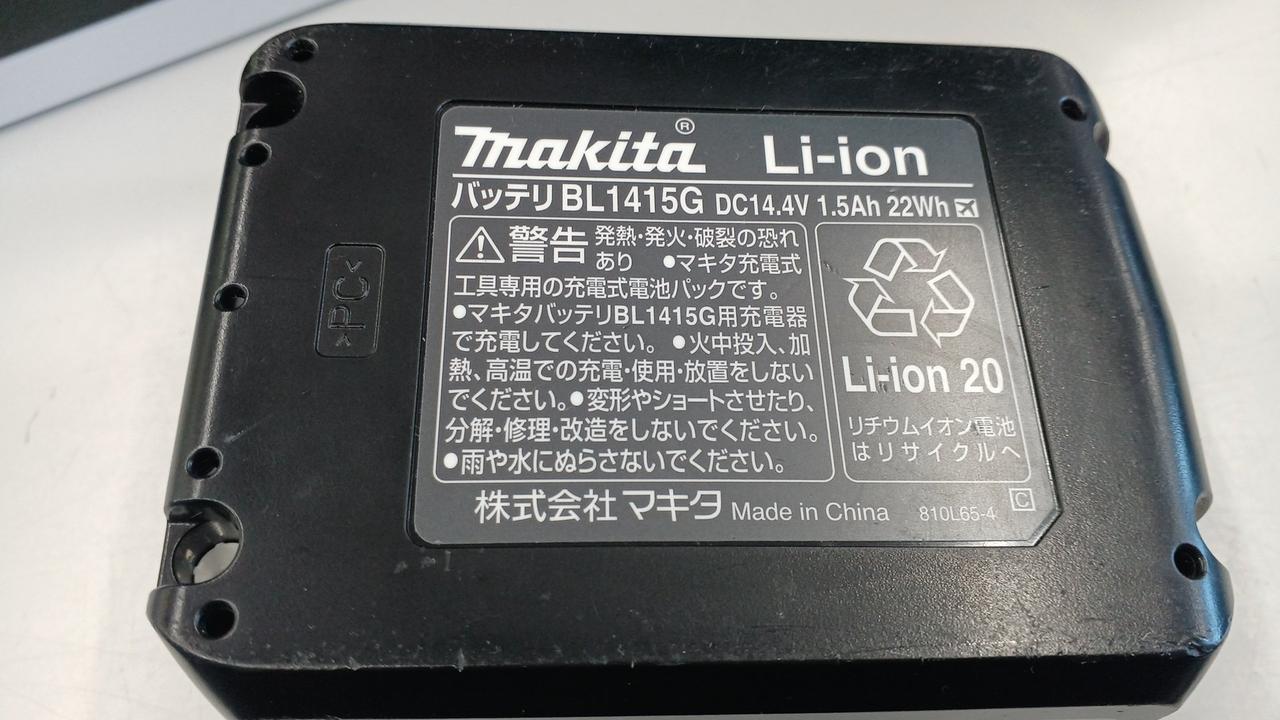 makita® Li-ion
バッテリBL1415G DC14.4V 1.5Ah 22Wh
警告 発熱・発火・破裂の恐れ
あり ●マキタ充電式
工具専用の充電式電池パックです。
●マキタバッテリBL1415G用充電器
で充電してください。 ●火中投入、加
熱、高温での充電・使用・放置をしない
でください。●変形やショートさせたり、
分解・修理・改造をしないでください。
●雨や水にぬらさないでください。
Li-ion 20
リチウムイオン電池
はリサイクルへ
株式会社マキタ Made in China 810L65-4 C
>PC<